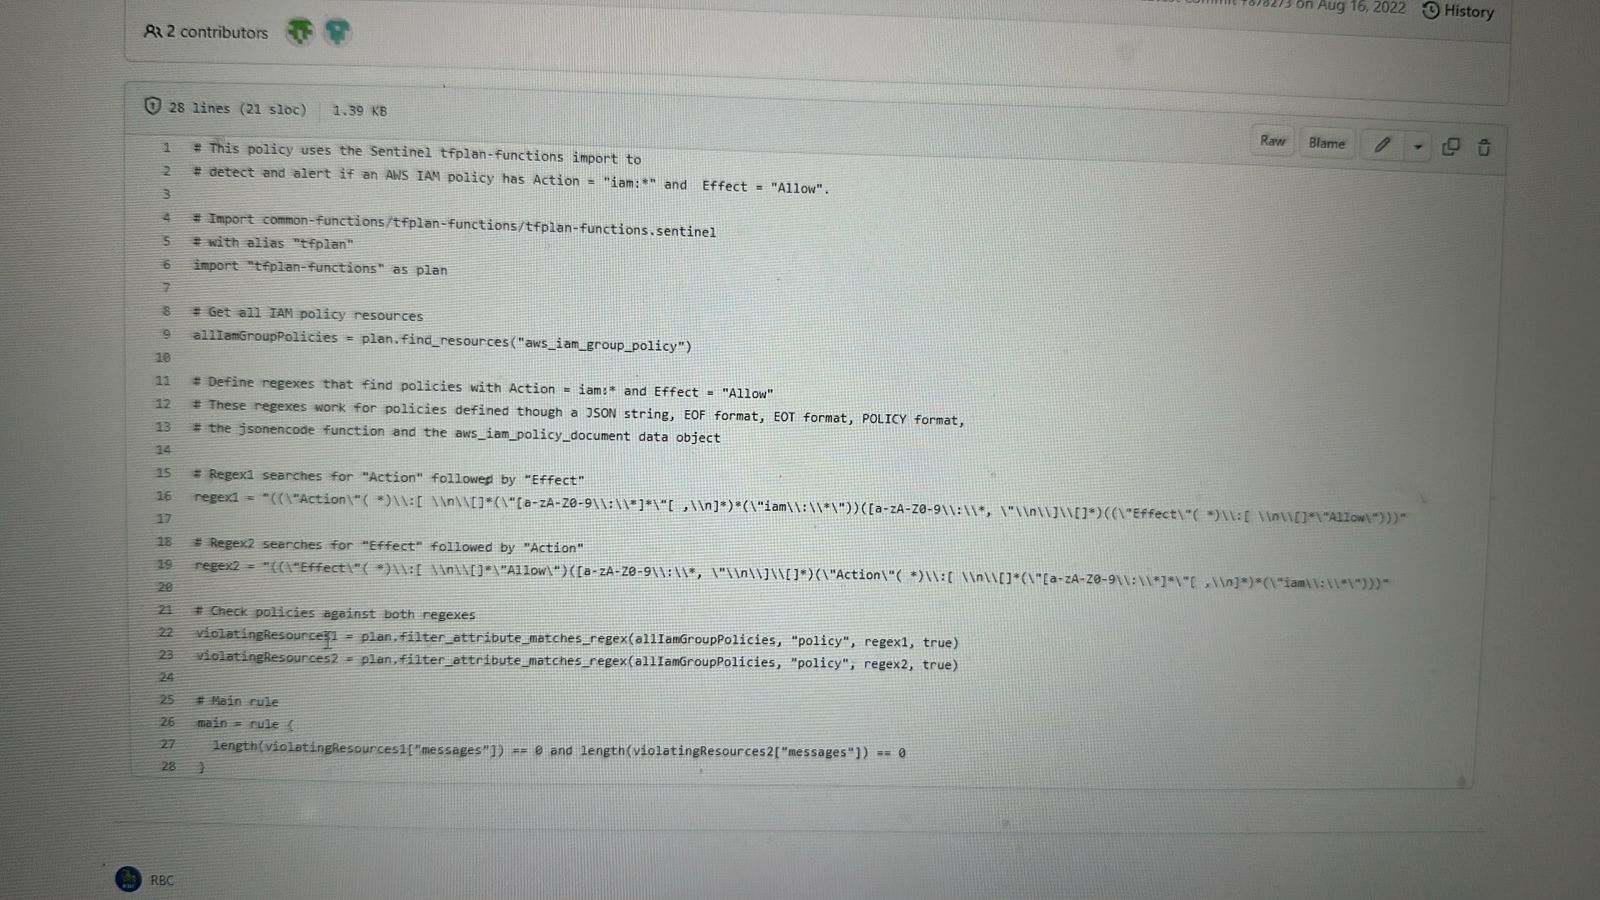 on Aug 16, 2022 History
2 contributors
28 lines (21 sloc) 1.39 KB
Raw Blame
1 # This policy uses the Sentinel tfplan-functions import to
2 # detect and alert if an AWS IAM policy has Action = "iam:*" and Effect = "Allow".
3
4 # Import common-functions/tfplan-functions/tfplan-functions.sentinel
5 # with alias "tfplan"
6 import "tfplan-functions" as plan
7
8 # Get all IAM policy resources
9 allIamGroupPolicies = plan.find_resources("aws_iam_group_policy")
10
11 # Define regexes that find policies with Action = iam:* and Effect = "Allow"
12 # These regexes work for policies defined though a JSON string, EOF format, EOT format, POLICY format,
13 # the jsonencode function and the aws_iam_policy_document data object
14
15 # Regex1 searches for "Action" followed by "Effect"
16 regex1 = "((\"Action\"( *)\\:[ \\n\\[]*(\"[a-zA-Z0-9\\:\\*]*\"[ ,\\n]*)*(\"iam\\:\\*\"))([a-zA-Z0-9\\:\\*, \"\\n\\]\\[]*)((\"Effect\"( *)\\:[ \\n\\[]*\"Allow\")))"
17
18 # Regex2 searches for "Effect" followed by "Action"
19 regex2 = "((\"Effect\"( *)\\:[ \\n\\[]*\"Allow\")([a-zA-Z0-9\\:\\*, \"\\n\\]\\[]*)(\"Action\"( *)\\:[ \\n\\[]*(\"[a-zA-Z0-9\\:\\*]*\"[ ,\\n]*)*(\"iam\\:\\*\")))"
20
21 # Check policies against both regexes
22 violatingResources1 = plan.filter_attribute_matches_regex(allIamGroupPolicies, "policy", regex1, true)
23 violatingResources2 = plan.filter_attribute_matches_regex(allIamGroupPolicies, "policy", regex2, true)
24
25 # Main rule
26 main = rule {
27 length(violatingResources1["messages"]) == 0 and length(violatingResources2["messages"]) == 0
28 }
RBC